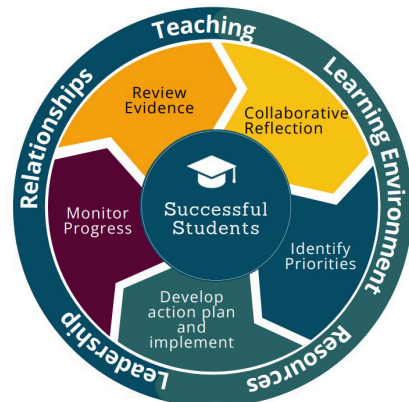 Teaching
Learning Environment
Resources
Leadership
Relationships
Review
Evidence
Collaborative
Reflection
Identify
Priorities
Develop
action plan
and
implement
Monitor
Progress
Successful
Students